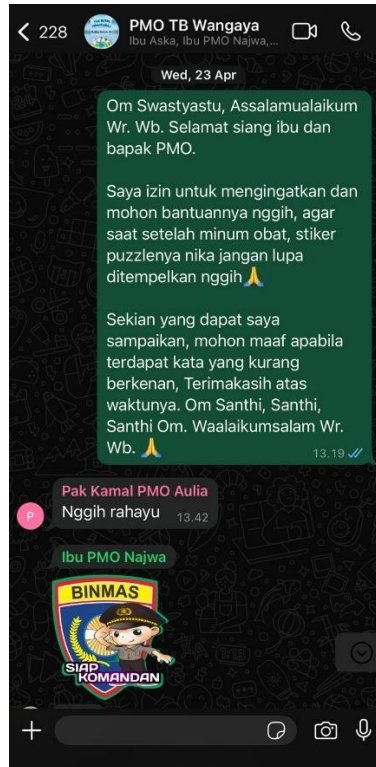 228
PMO TB Wangaya
Ibu Aska, Ibu PMO Najwa,...
Wed, 23 Apr
Om Swastyastu, Assalamualaikum
Wr. Wb. Selamat siang ibu dan
bapak PMO.
Saya izin untuk mengingatkan dan
mohon bantuannya nggih, agar
saat setelah minum obat, stiker
puzzlenya nika jangan lupa
ditempelkan nggih🙏
Sekian yang dapat saya
sampaikan, mohon maaf apabila
terdapat kata yang kurang
berkenan, Terimakasih atas
waktunya. Om Santhi, Santhi,
Santhi Om. Waalaikumsalam Wr.
Wb. 🙏
13.19
Pak Kamal PMO Aulia
P
Nggih rahayu 13.42
Ibu PMO Najwa
BINMAS
SIAP
KOMANDAN